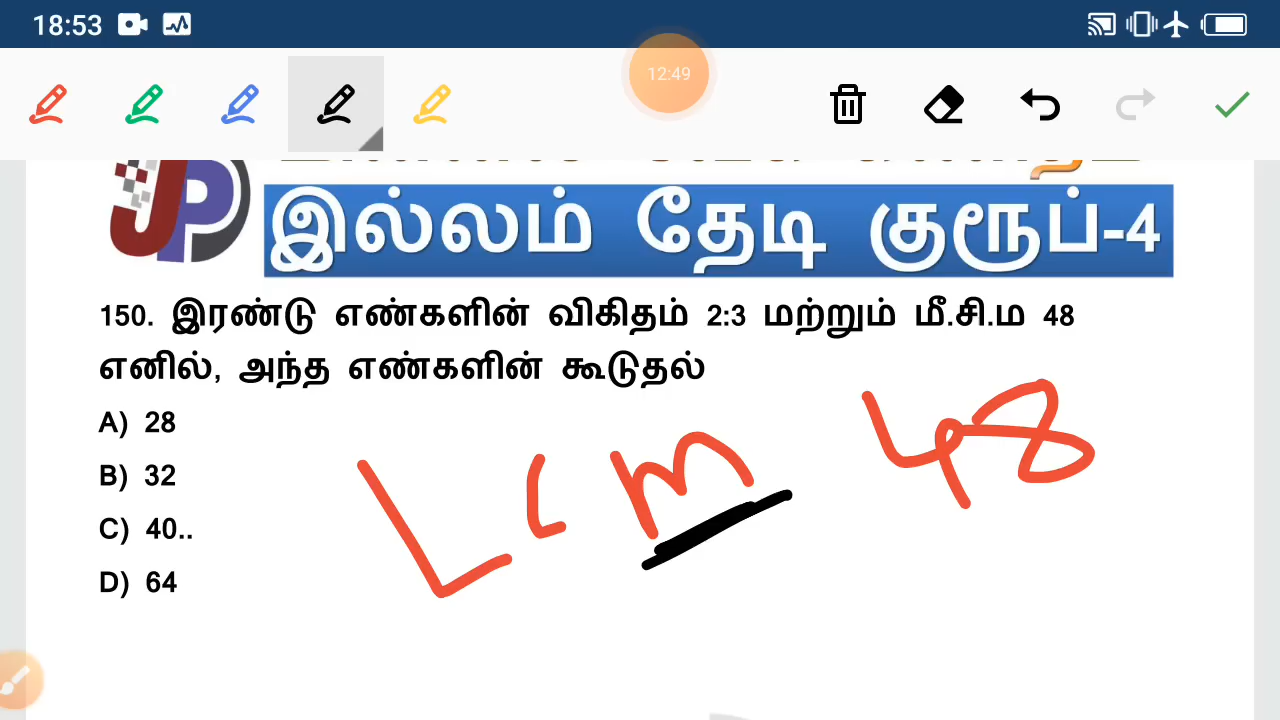 18:53
12:49
JP
இல்லம் தேடி குரூப்-4
150. இரண்டு எண்களின் விகிதம் 2:3 மற்றும் மீ.சி.ம 48
எனில், அந்த எண்களின் கூடுதல்
A) 28
B) 32
C) 40..
D) 64
LCM 48